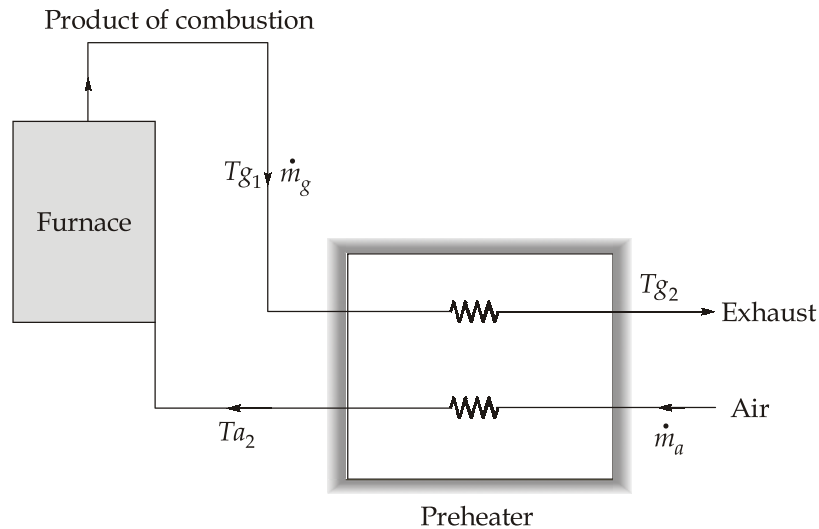 Product of combustion
Tg₁ ṁg
Furnace
Tg₂
Exhaust
Air
Ta₂
ṁₐ
Preheater